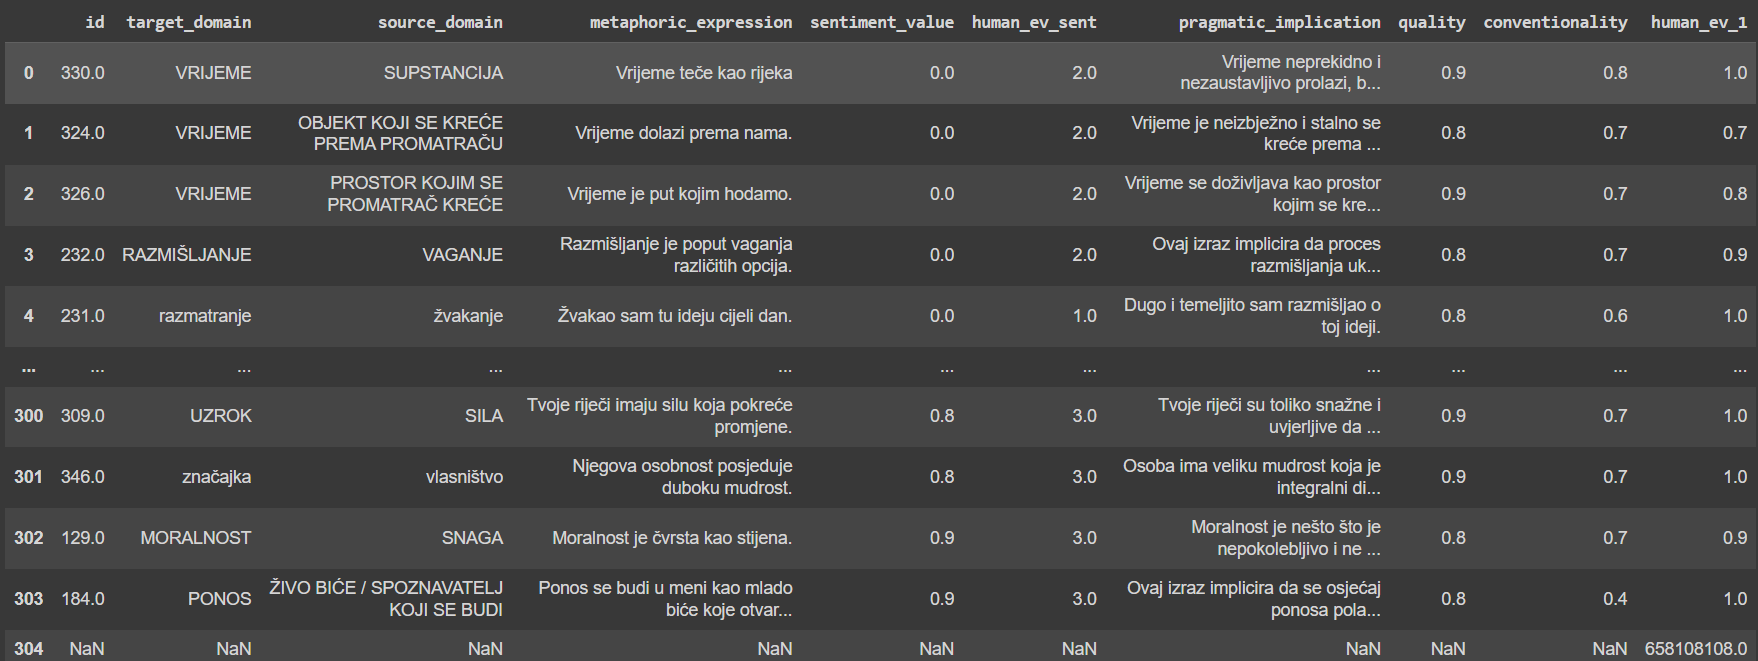 id target_domain source_domain metaphoric_expression sentiment_value human_ev_sent pragmatic_implication quality conventionality human_ev_1
0 330.0 VRIJEME SUPSTANCIJA Vrijeme teče kao rijeka 0.0 2.0 Vrijeme neprekidno i nezaustavljivo prolazi, b... 0.9 0.8 1.0
1 324.0 VRIJEME OBJEKT KOJI SE KREĆE PREMA PROMATRAČU Vrijeme dolazi prema nama. 0.0 2.0 Vrijeme je neizbježno i stalno se kreće prema ... 0.8 0.7 0.7
2 326.0 VRIJEME PROSTOR KOJIM SE PROMATRAČ KREĆE Vrijeme je put kojim hodamo. 0.0 2.0 Vrijeme se doživljava kao prostor kojim se kre... 0.9 0.7 0.8
3 232.0 RAZMIŠLJANJE VAGANJE Razmišljanje je poput vaganja različitih opcija. 0.0 2.0 Ovaj izraz implicira da proces razmišljanja uk... 0.8 0.7 0.9
4 231.0 razmatranje žvakanje Žvakao sam tu ideju cijeli dan. 0.0 1.0 Dugo i temeljito sam razmišljao o toj ideji. 0.8 0.6 1.0
... ... ... ... ... ... ... ... ... ... ...
300 309.0 UZROK SILA Tvoje riječi imaju silu koja pokreće promjene. 0.8 3.0 Tvoje riječi su toliko snažne i uvjerljive da ... 0.9 0.7 1.0
301 346.0 značajka vlasništvo Njegova osobnost posjeduje duboku mudrost. 0.8 3.0 Osoba ima veliku mudrost koja je integralni di... 0.9 0.7 1.0
302 129.0 MORALNOST SNAGA Moralnost je čvrsta kao stijena. 0.9 3.0 Moralnost je nešto što je nepokolebljivo i ne ... 0.8 0.7 0.9
303 184.0 PONOS ŽIVO BIĆE / SPOZNAVATELJ KOJI SE BUDI Ponos se budi u meni kao mlado biće koje otvar... 0.9 3.0 Ovaj izraz implicira da se osjećaj ponosa pola... 0.8 0.4 1.0
304 NaN NaN NaN NaN NaN NaN NaN NaN NaN 658108108.0